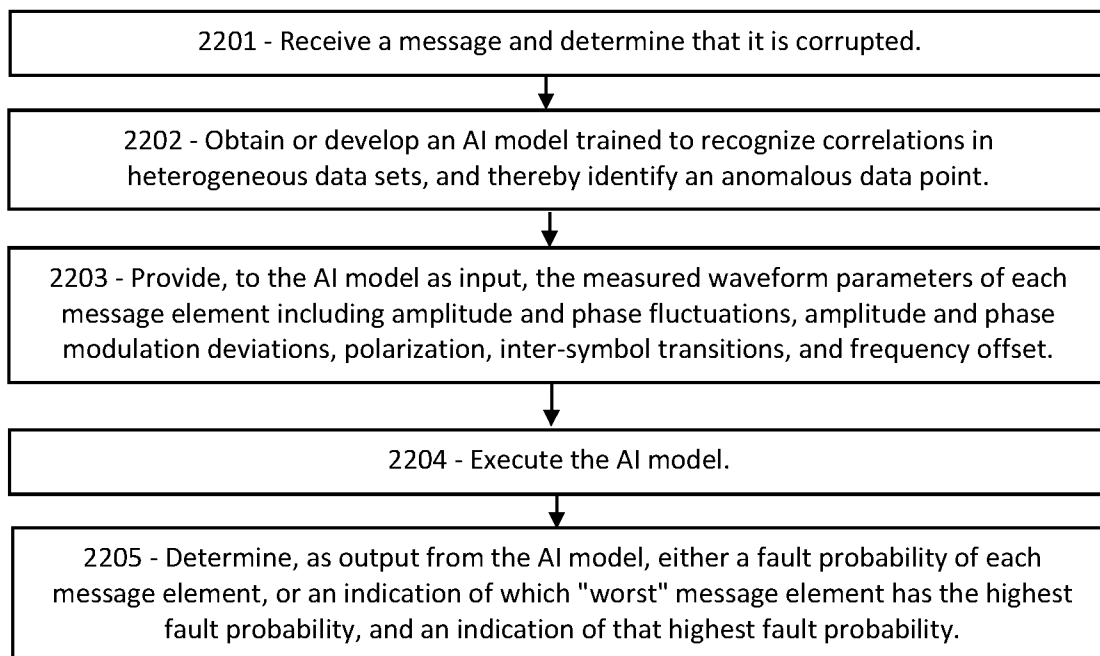 2201 - Receive a message and determine that it is corrupted.
2202 - Obtain or develop an AI model trained to recognize correlations in
heterogeneous data sets, and thereby identify an anomalous data point.
2203 - Provide, to the AI model as input, the measured waveform parameters of each
message element including amplitude and phase fluctuations, amplitude and phase
modulation deviations, polarization, inter-symbol transitions, and frequency offset.
2204 - Execute the AI model.
2205 - Determine, as output from the AI model, either a fault probability of each
message element, or an indication of which "worst" message element has the highest
fault probability, and an indication of that highest fault probability.